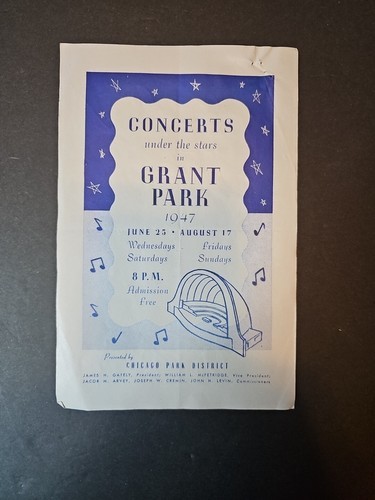 CONCERTS
under the stars
in
GRANT
PARK
1947
JUNE 25 • AUGUST 17
Wednesdays . Fridays
Saturdays Sundays
8 P.M.
Admission
Free
Presented by
CHICAGO PARK DISTRICT
JAMES H. GATELY, President; WILLIAM L. McFETRIDGE, Vice President;
JACOB M. ARVEY, JOSEPH W. CREMIN, JOHN H. LEVIN, Commissioners